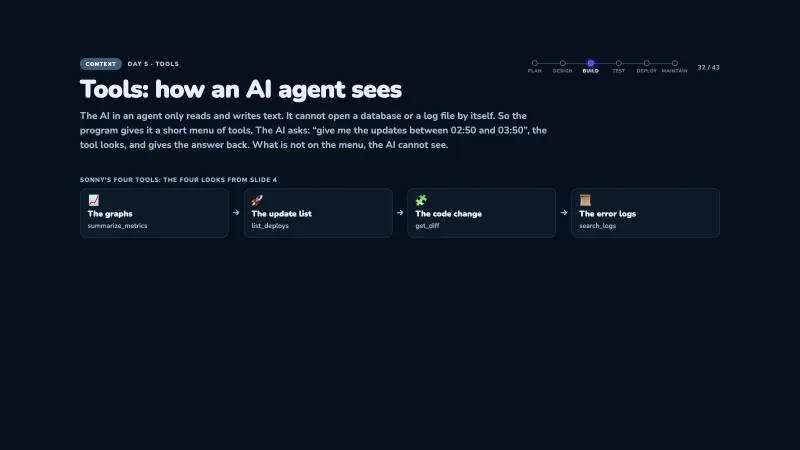 CONTEXT DAY 5 · TOOLS
PLAN DESIGN BUILD TEST DEPLOY MAINTAIN 32 / 43
Tools: how an AI agent sees
The AI in an agent only reads and writes text. It cannot open a database or a log file by itself. So the
program gives it a short menu of tools. The AI asks: “give me the updates between 02:50 and 03:50”, the
tool looks, and gives the answer back. What is not on the menu, the AI cannot see.
SONNY'S FOUR TOOLS: THE FOUR LOOKS FROM SLIDE 4
The graphs
summarize_metrics
→
The update list
list_deploys
→
The code change
get_diff
→
The error logs
search_logs